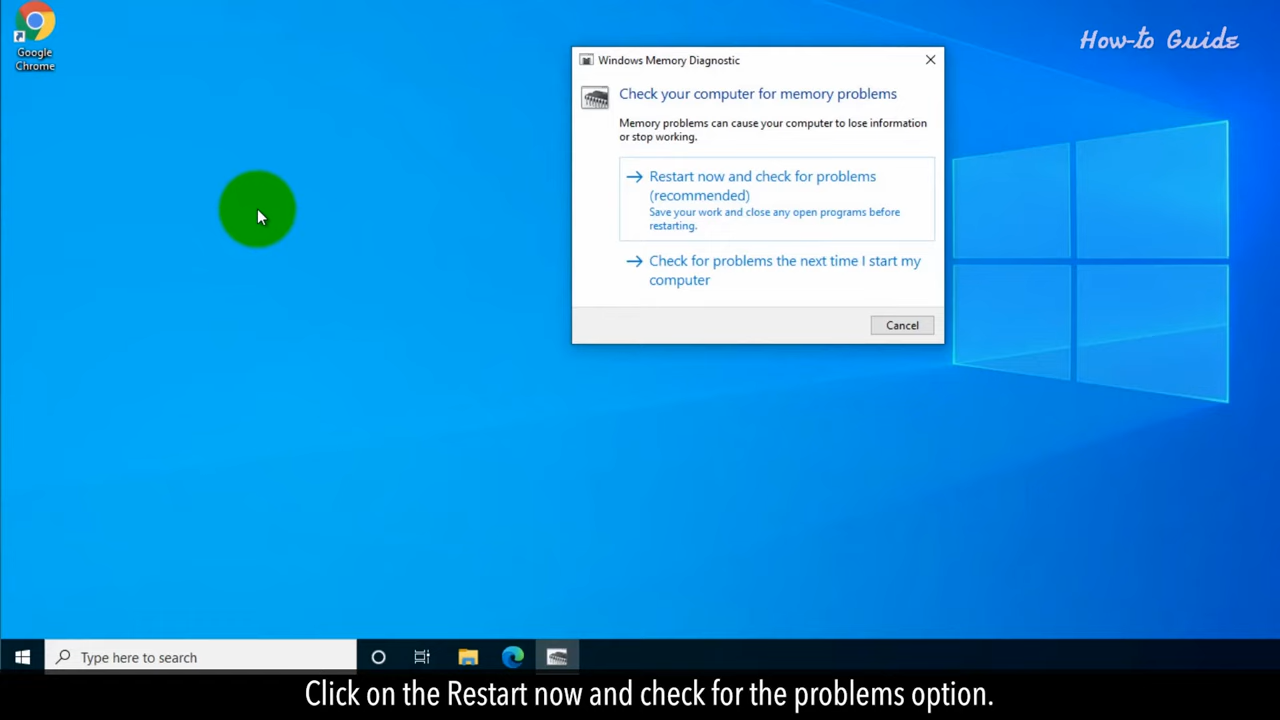 Google
Chrome
How-to Guide
Windows Memory Diagnostic
Check your computer for memory problems
Memory problems can cause your computer to lose information
or stop working.
Restart now and check for problems
(recommended)
Save your work and close any open programs before
restarting.
Check for problems the next time I start my
computer
Cancel
Type here to search
Click on the Restart now and check for the problems option.